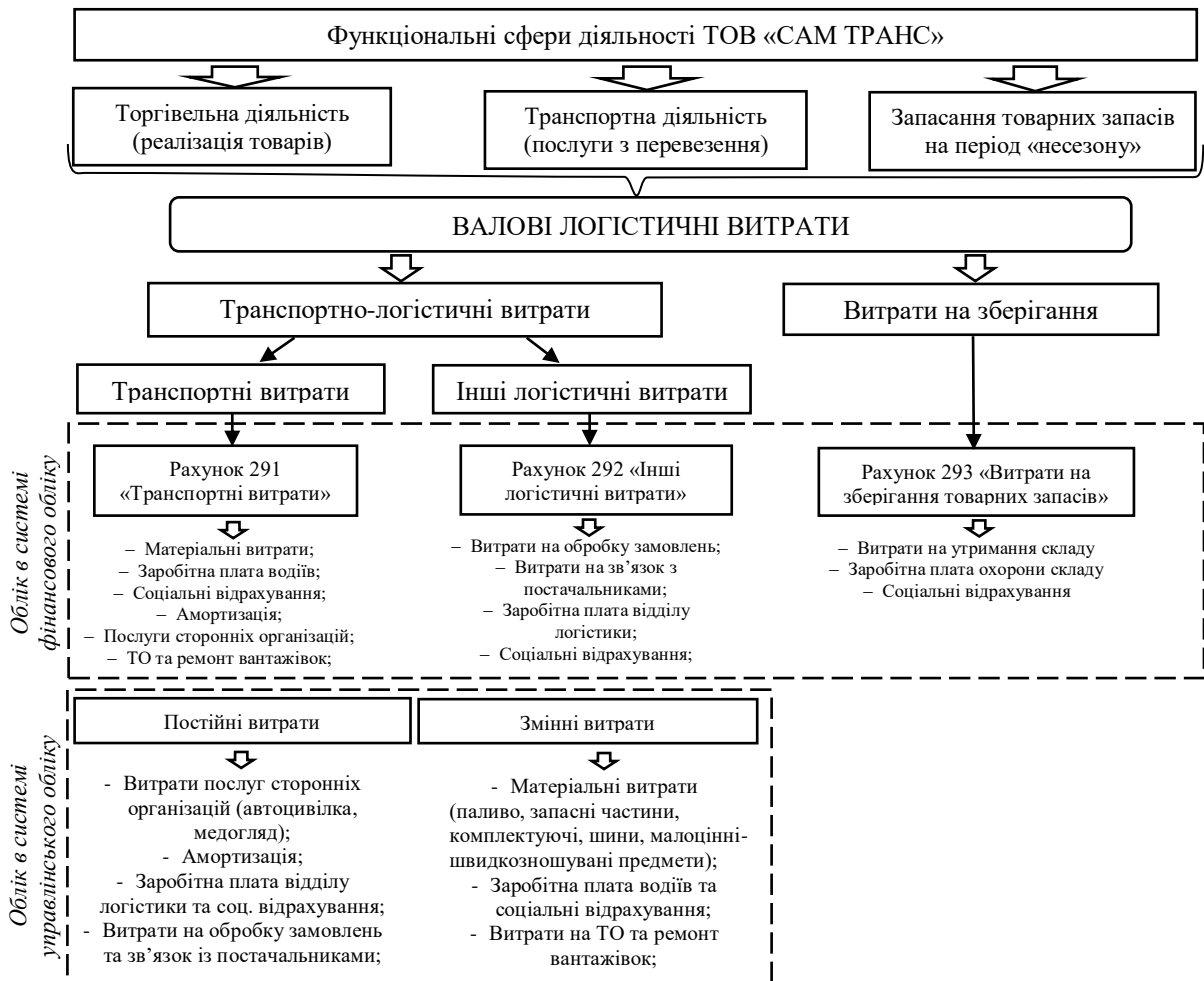 Функціональні сфери діяльності ТОВ «САМ ТРАНС»
Торгівельна діяльність
(реалізація товарів)
Транспортна діяльність
(послуги з перевезення)
Запасання товарних запасів
на період «несезону»
ВАЛОВІ ЛОГІСТИЧНІ ВИТРАТИ
Транспортно-логістичні витрати
Витрати на зберігання
Транспортні витрати
Інші логістичні витрати
Облік в системі
фінансового обліку
Рахунок 291
«Транспортні витрати»
– Матеріальні витрати;
– Заробітна плата водіїв;
– Соціальні відрахування;
– Амортизація;
– Послуги сторонніх організацій;
– ТО та ремонт вантажівок;
Рахунок 292 «Інші
логістичні витрати»
– Витрати на обробку замовлень;
– Витрати на зв’язок з
постачальниками;
– Заробітна плата відділу
логістики;
– Соціальні відрахування;
Рахунок 293 «Витрати на
зберігання товарних запасів»
– Витрати на утримання складу
– Заробітна плата охорони складу
– Соціальні відрахування
Облік в системі
управлінського обліку
Постійні витрати
- Витрати послуг сторонніх
організацій (автоцивілка,
медогляд);
- Амортизація;
- Заробітна плата відділу
логістики та соц. відрахування;
- Витрати на обробку замовлень
та зв’язок із постачальниками;
Змінні витрати
- Матеріальні витрати
(паливо, запасні частини,
комплектуючі, шини, малоцінні-
швидкозношувані предмети);
- Заробітна плата водіїв та
соціальні відрахування;
- Витрати на ТО та ремонт
вантажівок;